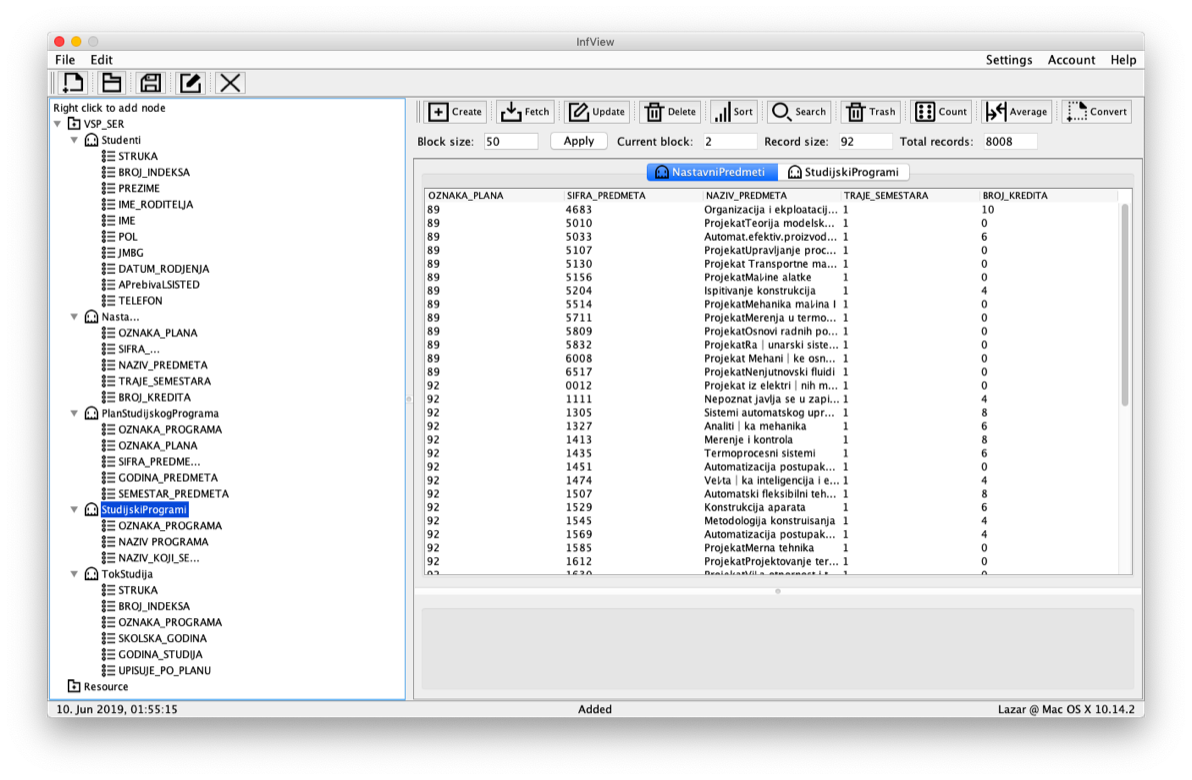 InfView
File Edit Settings Account Help
Right click to add node
VSP_SER
Studenti
STRUKA
BROJ_INDEKSA
PREZIME
IME_RODITELJA
IME
POL
JMBG
DATUM_RODJENJA
APrebivaLSISTED
TELEFON
Nasta...
OZNAKA_PLANA
SIFRA_...
NAZIV_PREDMETA
TRAJE_SEMESTARA
BROJ_KREDITA
PlanStudijskogPrograma
OZNAKA_PROGRAMA
OZNAKA_PLANA
SIFRA_PREDME...
GODINA_PREDMETA
SEMESTAR_PREDMETA
StudijskiProgrami
OZNAKA_PROGRAMA
NAZIV PROGRAMA
NAZIV_KOJI_SE...
TokStudija
STRUKA
BROJ_INDEKSA
OZNAKA_PROGRAMA
SKOLSKA_GODINA
GODINA_STUDIJA
UPISUJE_PO_PLANU
Resource
Create Fetch Update Delete Sort Search Trash Count Average Convert
Block size: 50 Apply Current block: 2 Record size: 92 Total records: 8008
NastavniPredmeti StudijskiProgrami
OZNAKA_PLANA SIFRA_PREDMETA NAZIV_PREDMETA TRAJE_SEMESTARA BROJ_KREDITA
89 4683 Organizacija i ekploatacij... 1 10
89 5010 ProjekatTeorija modelsk... 1 0
89 5033 Automat.efektiv.proizvod... 1 6
89 5107 ProjekatUpravljanje proc... 1 0
89 5130 Projekat Transportne ma... 1 0
89 5156 ProjekatMaline alatke 1 0
89 5204 Ispitivanje konstrukcija 1 4
89 5514 ProjekatMehanika malina I 1 0
89 5711 ProjekatMerenja u termo... 1 0
89 5809 ProjekatOsnovi radnih po... 1 0
89 5832 ProjekatRa | unarski siste... 1 0
89 6008 Projekat Mehani | ke osn... 1 0
89 6517 ProjekatNenjutnovski fluidi 1 0
92 0012 Projekat iz elektri | nih m... 1 0
92 1111 Nepoznat javlja se u zapi... 1 4
92 1305 Sistemi automatskog upr... 1 8
92 1327 Analiti | ka mehanika 1 6
92 1413 Merenje i kontrola 1 8
92 1435 Termoprocesni sistemi 1 6
92 1451 Automatizacija postupak... 1 0
92 1474 Velta | ka inteligencija i e... 1 4
92 1507 Automatski fleksibilni teh... 1 8
92 1529 Konstrukcija aparata 1 6
92 1545 Metodologija konstruisanja 1 4
92 1569 Automatizacija postupak... 1 4
92 1585 ProjekatMerna tehnika 1 0
92 1612 ProjekatProjektovanje ter... 1 0
10. Jun 2019, 01:55:15 Added Lazar @ Mac OS X 10.14.2